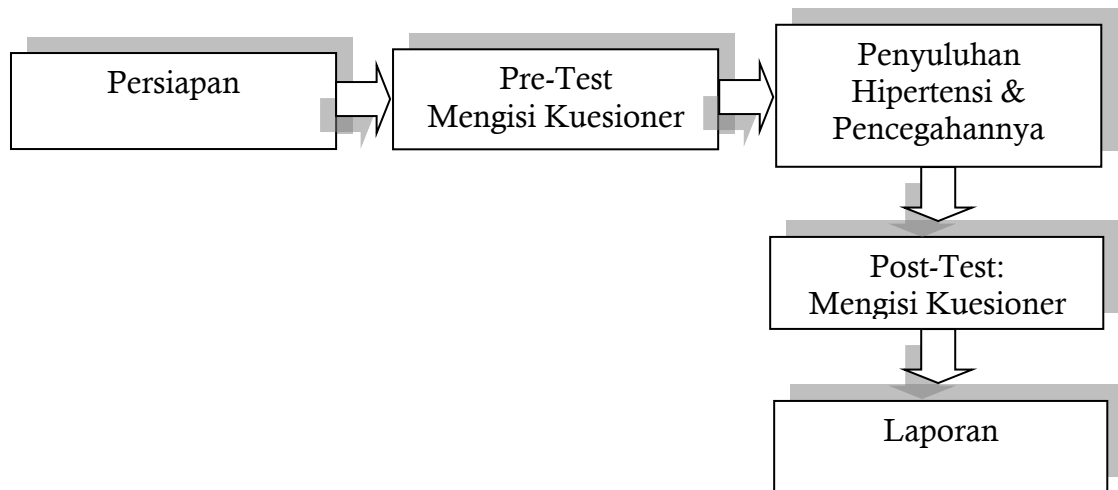 Persiapan
Pre-Test
Mengisi Kuesioner
Penyuluhan
Hipertensi &
Pencegahannya
Post-Test:
Mengisi Kuesioner
Laporan